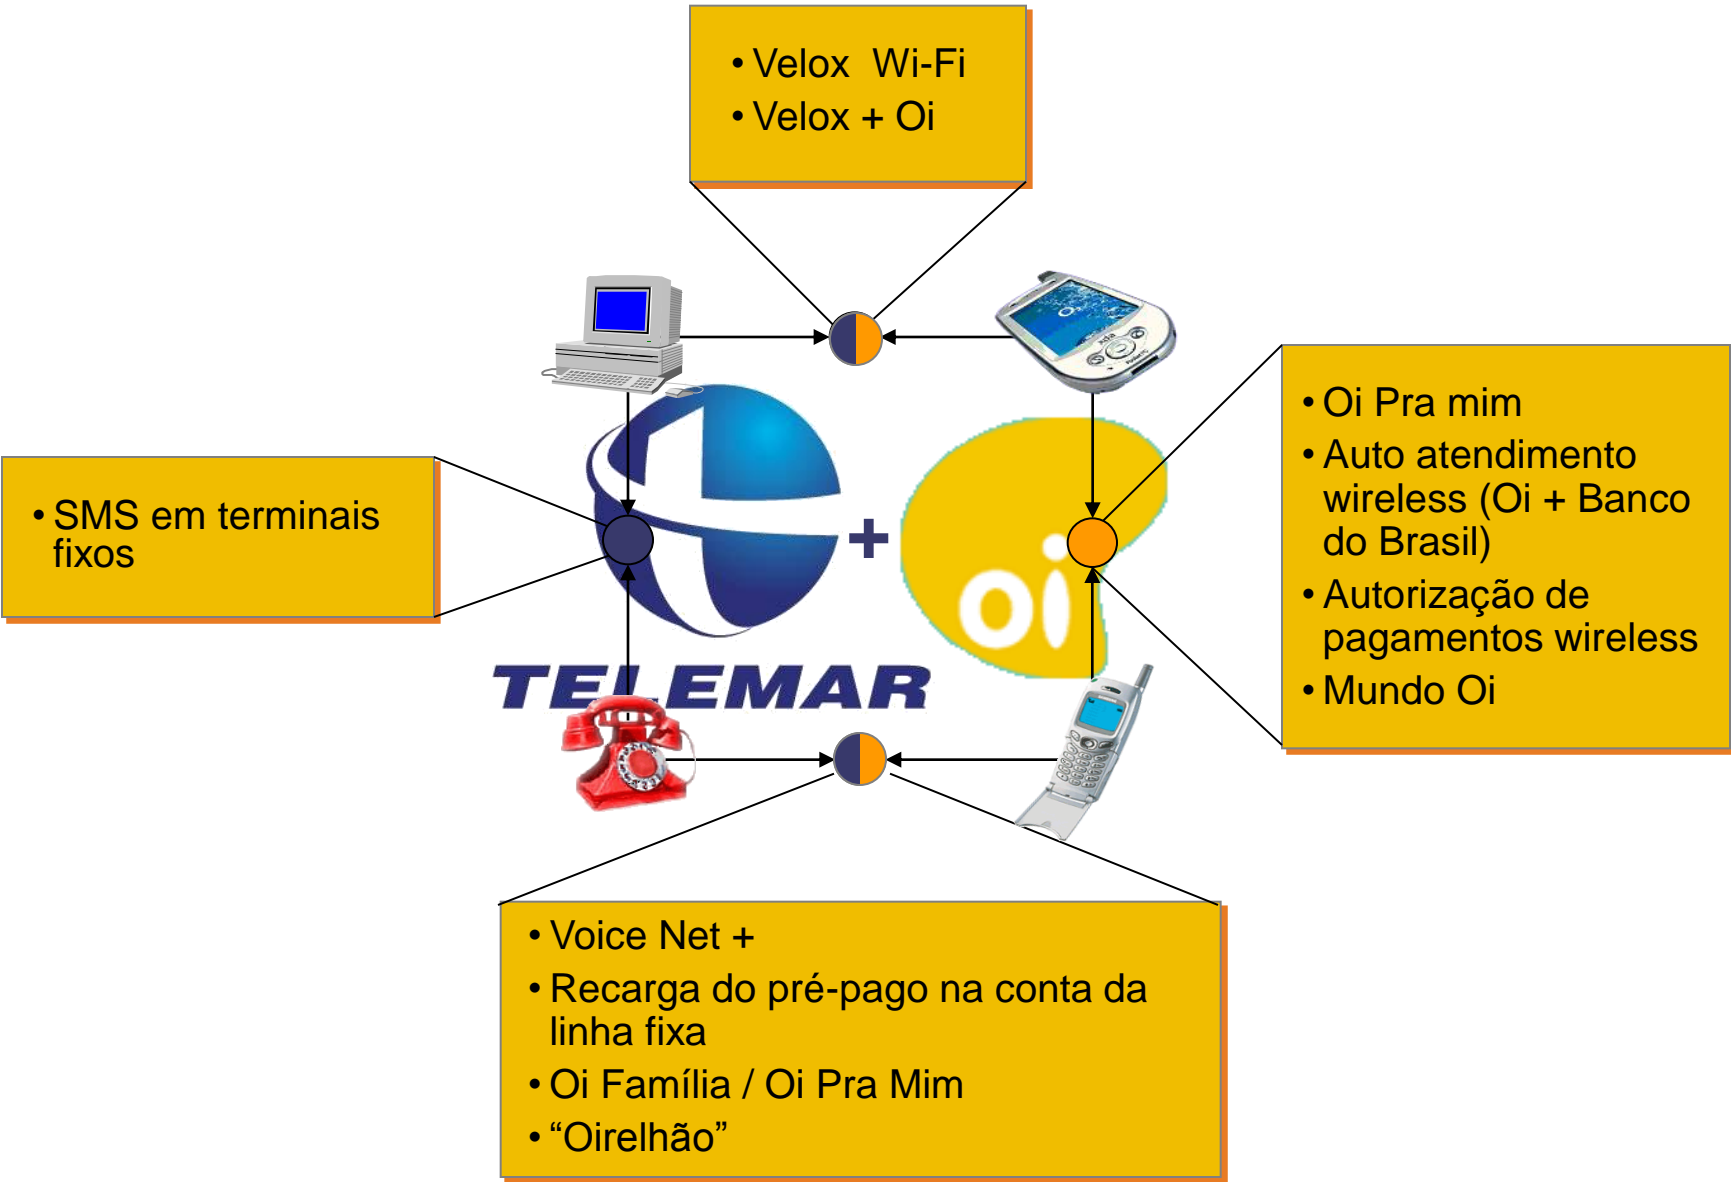 • Velox Wi-Fi
• Velox + Oi
• SMS em terminais
fixos
+
oi
TELEMAR
• Oi Pra mim
• Auto atendimento
wireless (Oi + Banco
do Brasil)
• Autorização de
pagamentos wireless
• Mundo Oi
• Voice Net +
• Recarga do pré-pago na conta da
linha fixa
• Oi Família / Oi Pra Mim
• “Oirelhão”